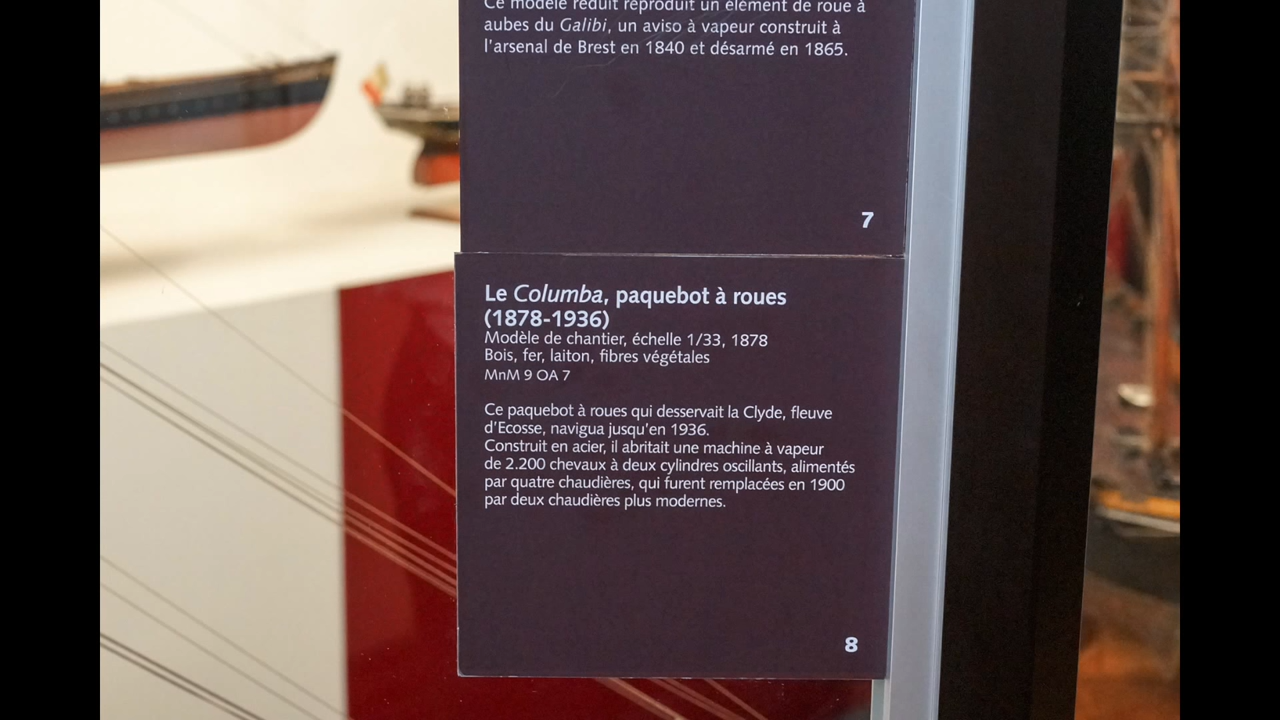 Ce modèle réduit reproduit un élément de roue à
aubes du Galibi, un aviso à vapeur construit à
l'arsenal de Brest en 1840 et désarmé en 1865.
7
Le Columba, paquebot à roues
(1878-1936)
Modèle de chantier, échelle 1/33, 1878
Bois, fer, laiton, fibres végétales
MnM 9 OA 7
Ce paquebot à roues qui desservait la Clyde, fleuve
d'Ecosse, navigua jusqu'en 1936.
Construit en acier, il abritait une machine à vapeur
de 2.200 chevaux à deux cylindres oscillants, alimentés
par quatre chaudières, qui furent remplacées en 1900
par deux chaudières plus modernes.
8